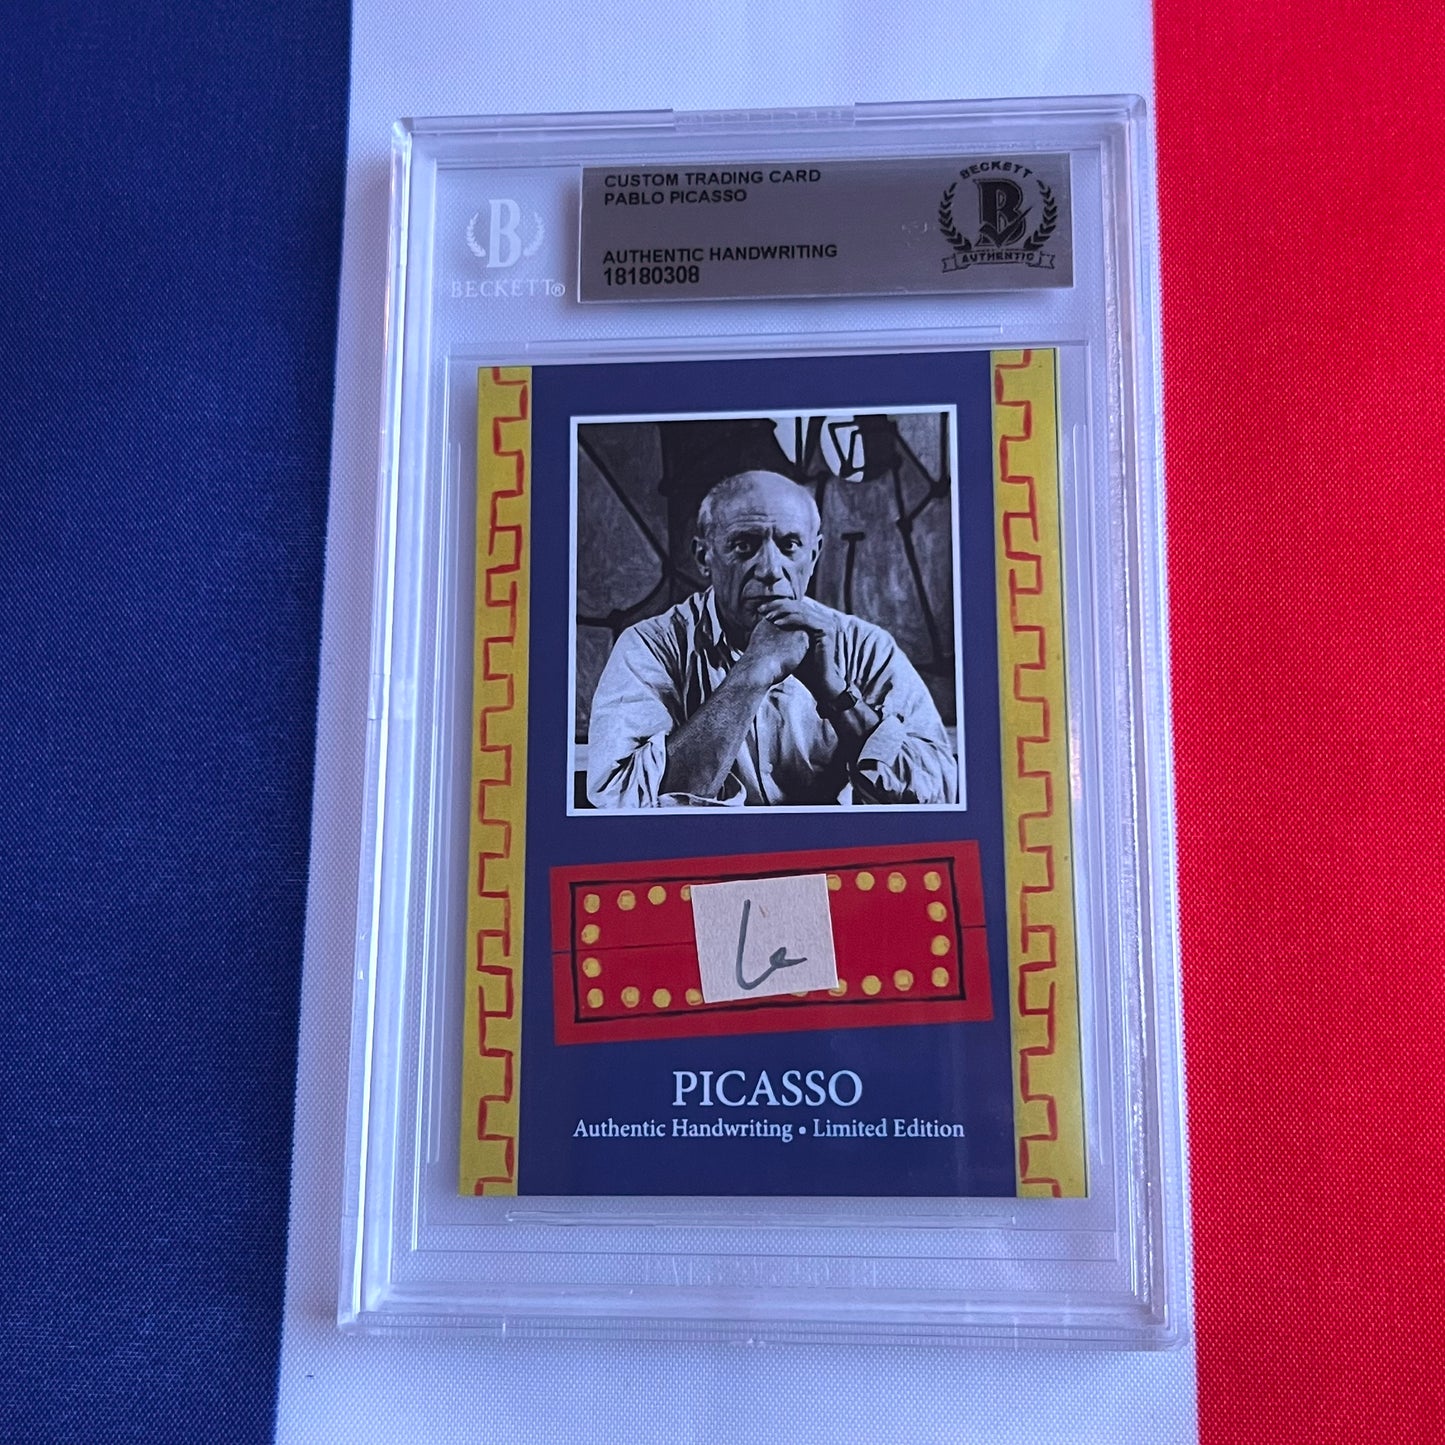 CUSTOM TRADING CARD
PABLO PICASSO
AUTHENTIC HANDWRITING
18180308
BECKETT
B
AUTHENTIC
B
BECKETT®
le
PICASSO
Authentic Handwriting • Limited Edition